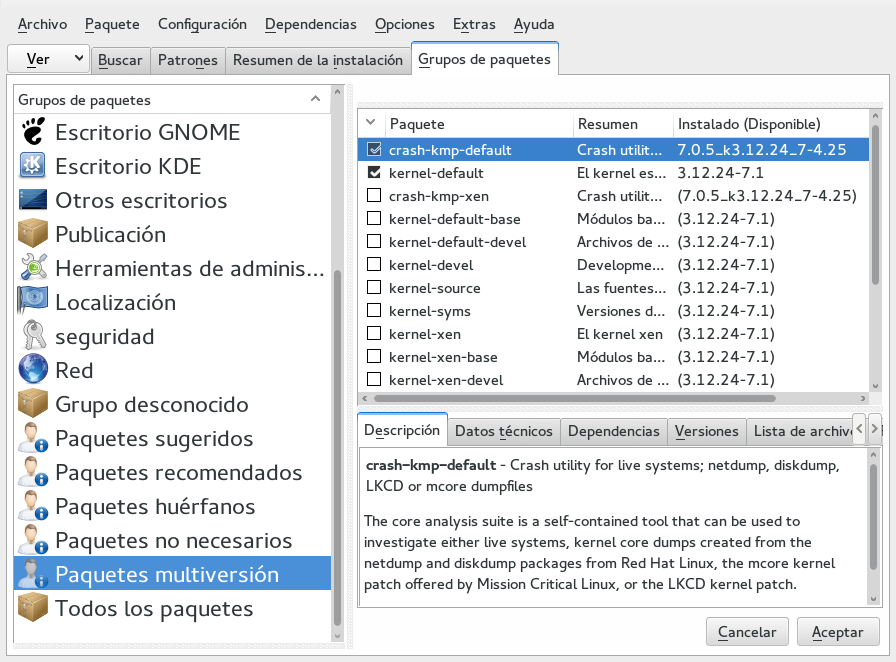 Archivo Paquete Configuración Dependencias Opciones Extras Ayuda
Ver Buscar Patrones Resumen de la instalación Grupos de paquetes
Grupos de paquetes
Escritorio GNOME
Escritorio KDE
Otros escritorios
Publicación
Herramientas de adminis...
Localización
seguridad
Red
Grupo desconocido
Paquetes sugeridos
Paquetes recomendados
Paquetes huérfanos
Paquetes no necesarios
Paquetes multiversión
Todos los paquetes
Paquete Resumen Instalado (Disponible)
crash-kmp-default Crash utilit... 7.0.5_k3.12.24_7-4.25
kernel-default El kernel es... 3.12.24-7.1
crash-kmp-xen Crash utilit... (7.0.5_k3.12.24_7-4.25)
kernel-default-base Módulos ba... (3.12.24-7.1)
kernel-default-devel Archivos de ... (3.12.24-7.1)
kernel-devel Developme... (3.12.24-7.1)
kernel-source Las fuentes... (3.12.24-7.1)
kernel-syms Versiones d... (3.12.24-7.1)
kernel-xen El kernel xen (3.12.24-7.1)
kernel-xen-base Módulos ba... (3.12.24-7.1)
kernel-xen-devel Archivos de ... (3.12.24-7.1)
Descripción Datos técnicos Dependencias Versiones Lista de archiv
crash-kmp-default - Crash utility for live systems; netdump, diskdump,
LKCD or mcore dumpfiles
The core analysis suite is a self-contained tool that can be used to
investigate either live systems, kernel core dumps created from the
netdump and diskdump packages from Red Hat Linux, the mcore kernel
patch offered by Mission Critical Linux, or the LKCD kernel patch.
Cancelar Aceptar